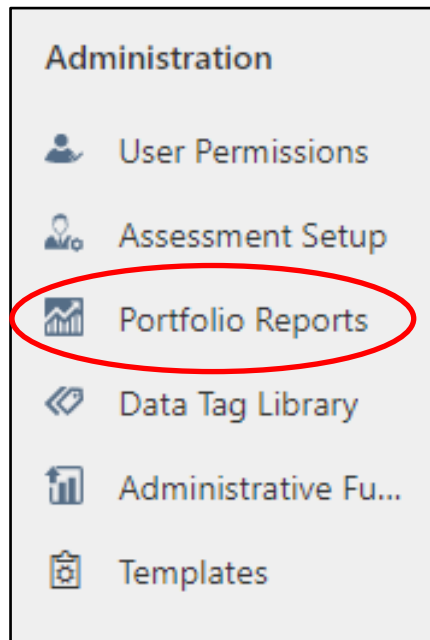 Administration
User Permissions
Assessment Setup
Portfolio Reports
Data Tag Library
Administrative Fu...
Templates